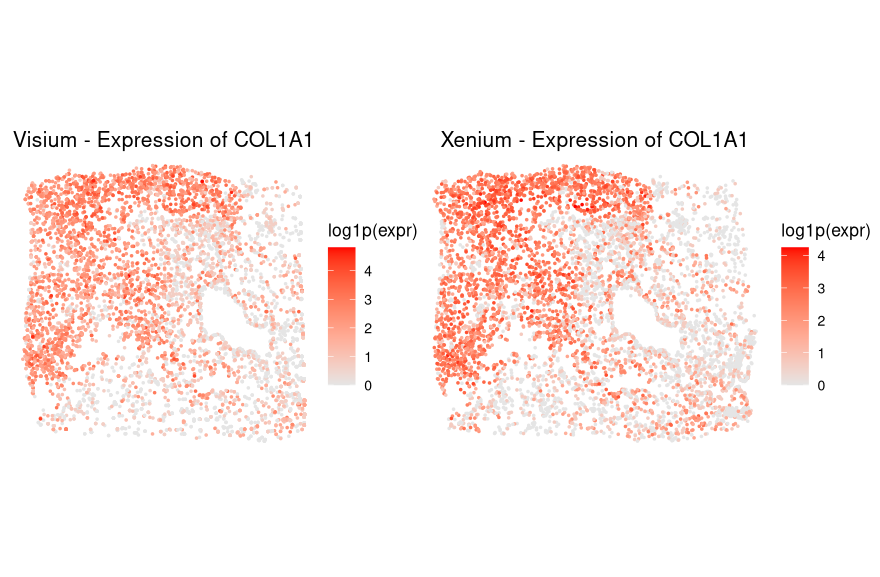 Visium - Expression of COL1A1
log1p(expr)
4
3
2
1
0
Xenium - Expression of COL1A1
log1p(expr)
4
3
2
1
0